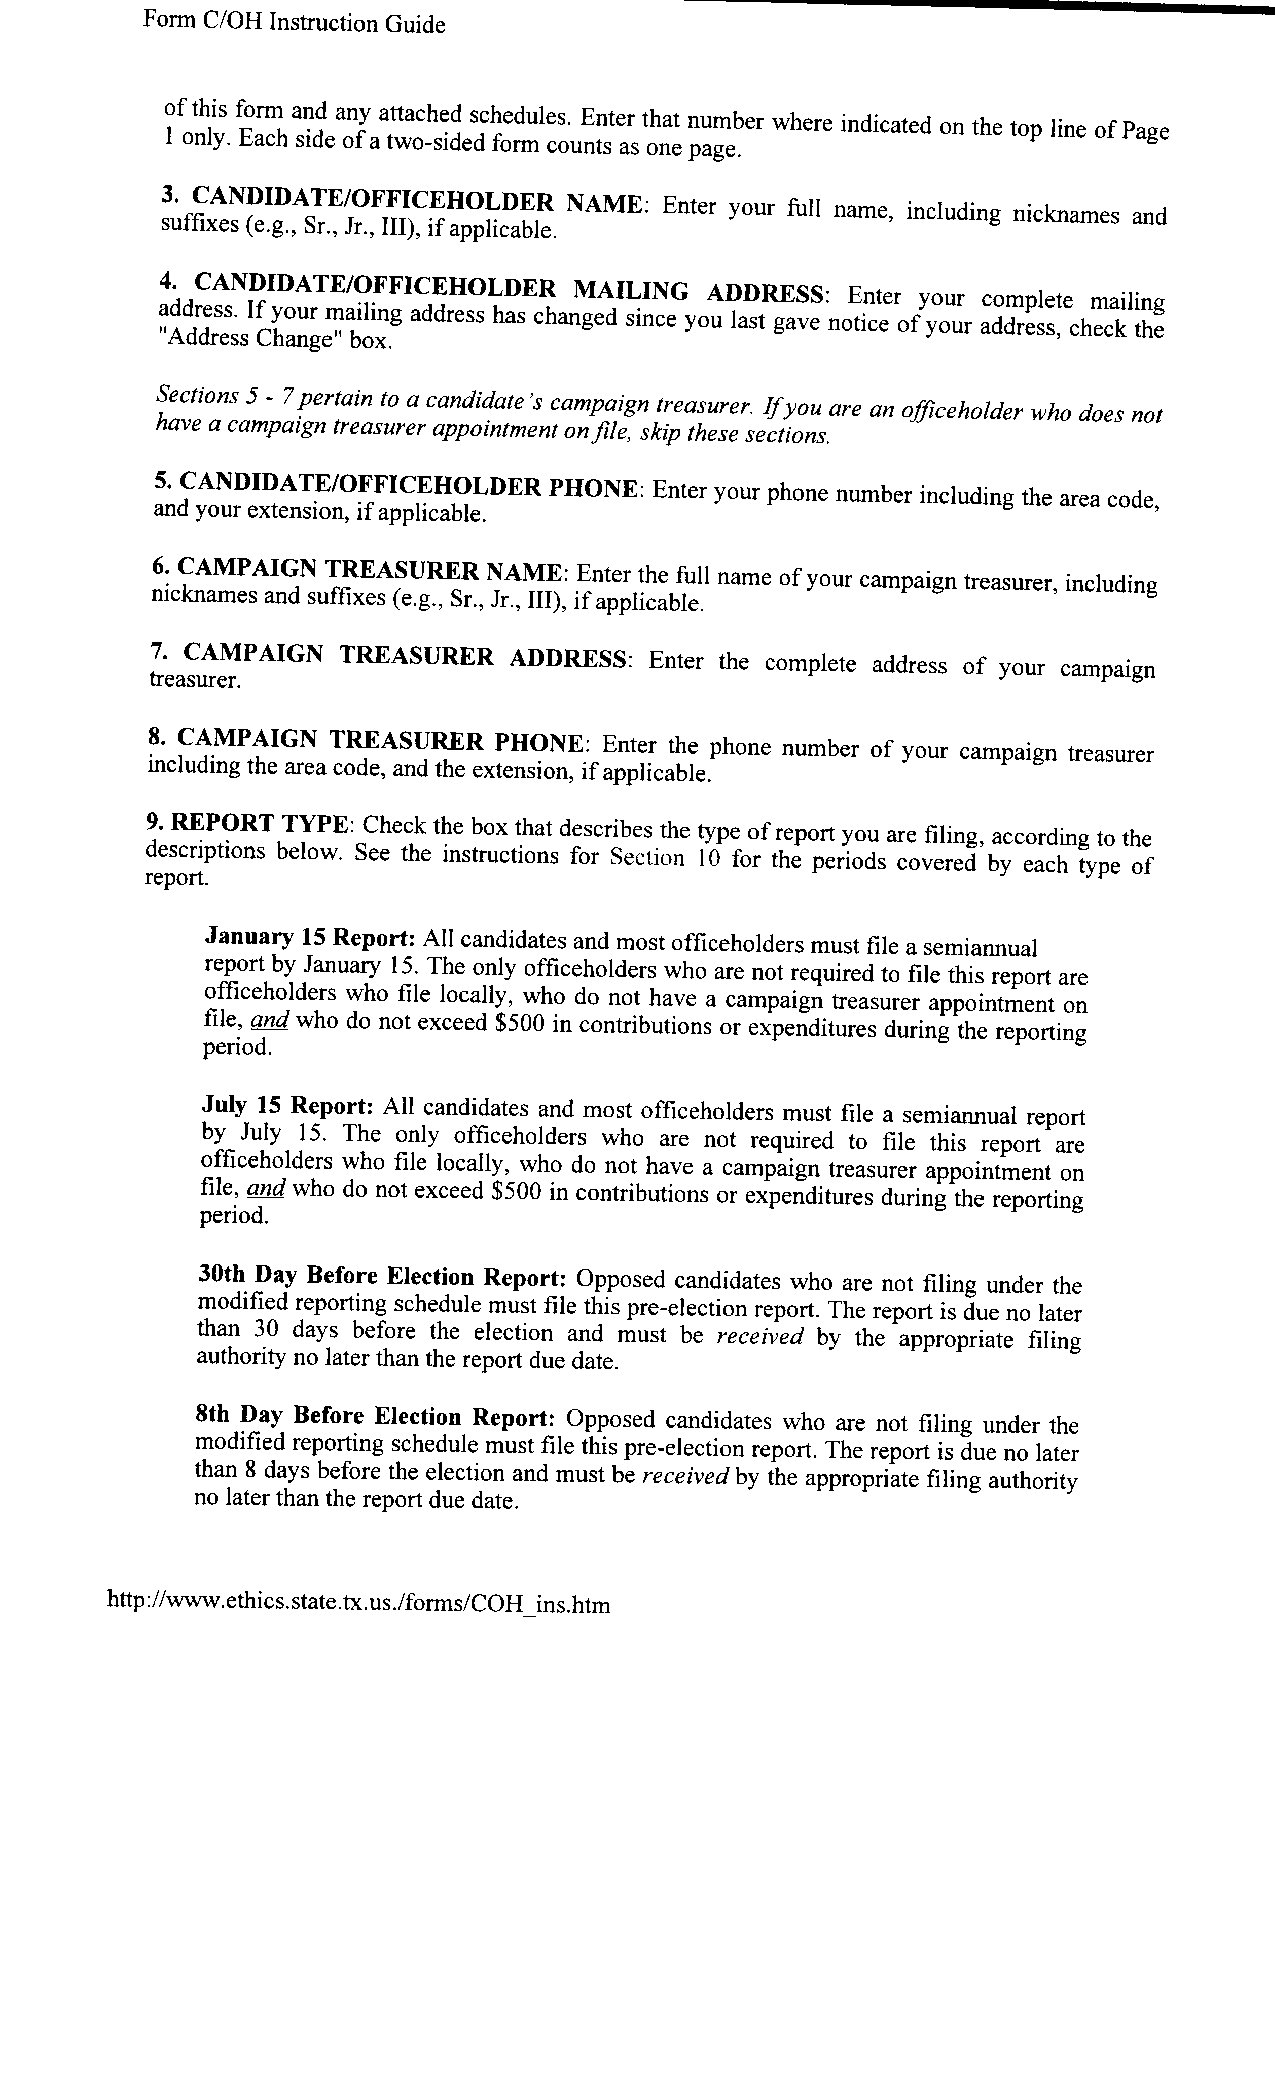 Form C/OH Instruction Guide
of this form and any attached schedules. Enter that number where indicated on the top line of Page
1 only. Each side of a two-sided form counts as one page.
3. CANDIDATE/OFFICEHOLDER NAME: Enter your full name, including nicknames and
suffixes (e.g., Sr., Jr., III), if applicable.
4. CANDIDATE/OFFICEHOLDER MAILING ADDRESS: Enter your complete mailing
address. If your mailing address has changed since you last gave notice of your address, check the
"Address Change" box.
Sections 5 - 7 pertain to a candidate's campaign treasurer. If you are an officeholder who does not
have a campaign treasurer appointment on file, skip these sections.
5. CANDIDATE/OFFICEHOLDER PHONE: Enter your phone number including the area code,
and your extension, if applicable.
6. CAMPAIGN TREASURER NAME: Enter the full name of your campaign treasurer, including
nicknames and suffixes (e.g., Sr., Jr., III), if applicable.
7. CAMPAIGN TREASURER ADDRESS: Enter the complete address of your campaign
treasurer.
8. CAMPAIGN TREASURER PHONE: Enter the phone number of your campaign treasurer
including the area code, and the extension, if applicable.
9. REPORT TYPE: Check the box that describes the type of report you are filing, according to the
descriptions below. See the instructions for Section 10 for the periods covered by each type of
report.
January 15 Report: All candidates and most officeholders must file a semiannual
report by January 15. The only officeholders who are not required to file this report are
officeholders who file locally, who do not have a campaign treasurer appointment on
file, and who do not exceed $500 in contributions or expenditures during the reporting
period.
July 15 Report: All candidates and most officeholders must file a semiannual report
by July 15. The only officeholders who are not required to file this report are
officeholders who file locally, who do not have a campaign treasurer appointment on
file, and who do not exceed $500 in contributions or expenditures during the reporting
period.
30th Day Before Election Report: Opposed candidates who are not filing under the
modified reporting schedule must file this pre-election report. The report is due no later
than 30 days before the election and must be received by the appropriate filing
authority no later than the report due date.
8th Day Before Election Report: Opposed candidates who are not filing under the
modified reporting schedule must file this pre-election report. The report is due no later
than 8 days before the election and must be received by the appropriate filing authority
no later than the report due date.
http://www.ethics.state.tx.us./forms/COH_ins.htm